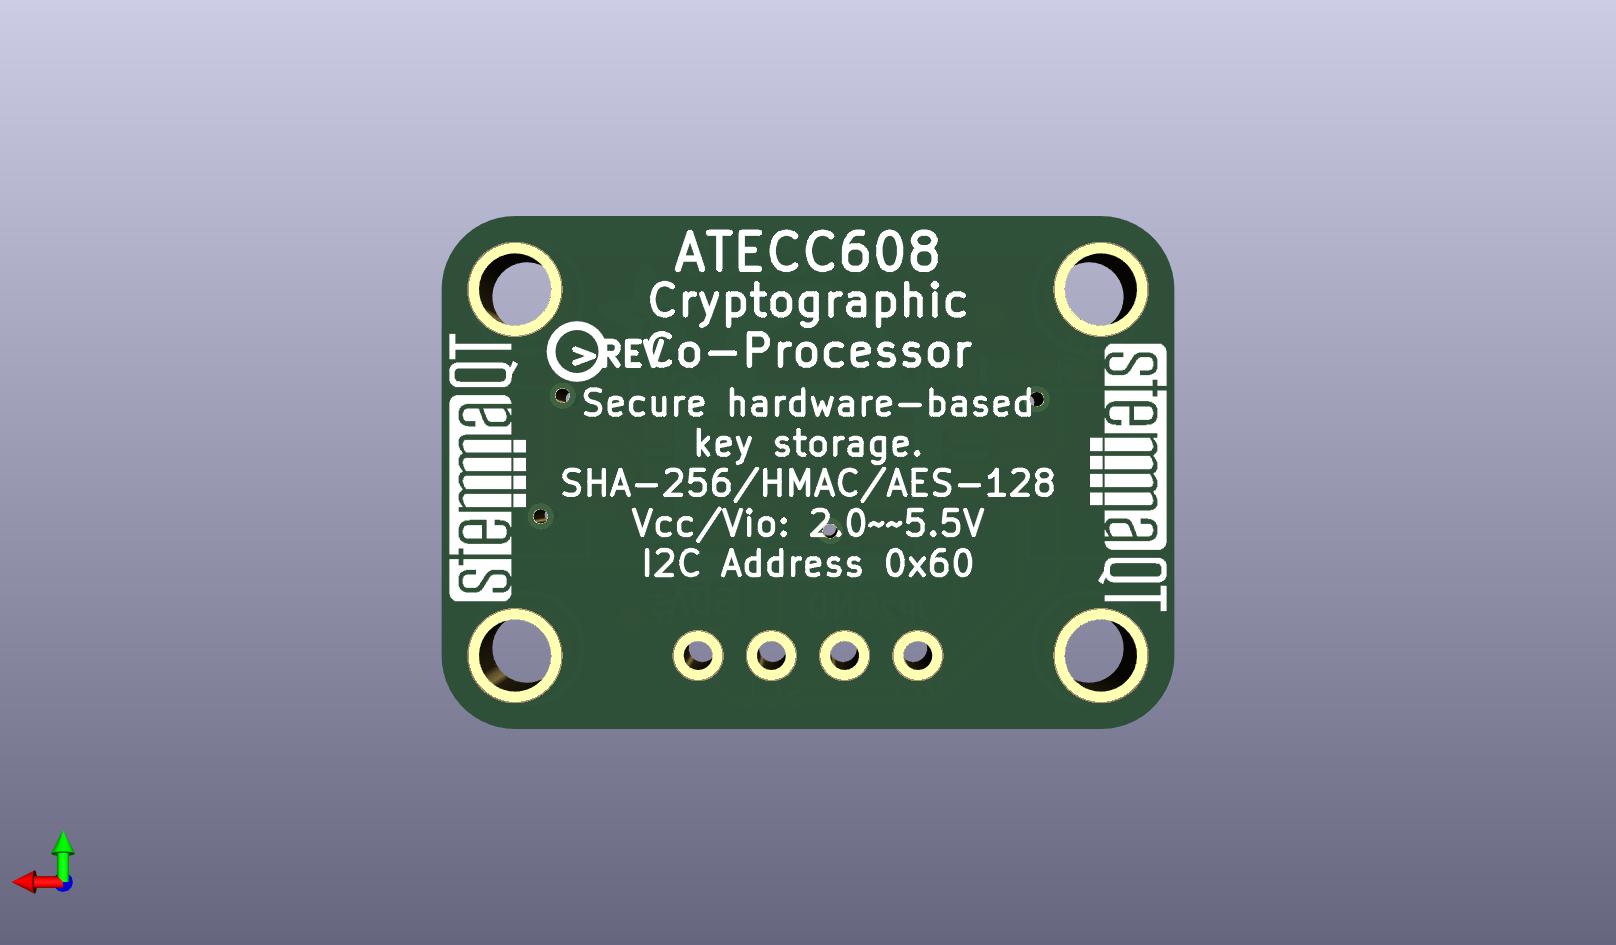 ATECC608
Cryptographic
>REV
Co-Processor
Secure hardware-based
key storage.
SHA-256/HMAC/AES-128
Vcc/Vio: 2.0~~5.5V
I2C Address 0x60
stemmaQT
stemmaQT